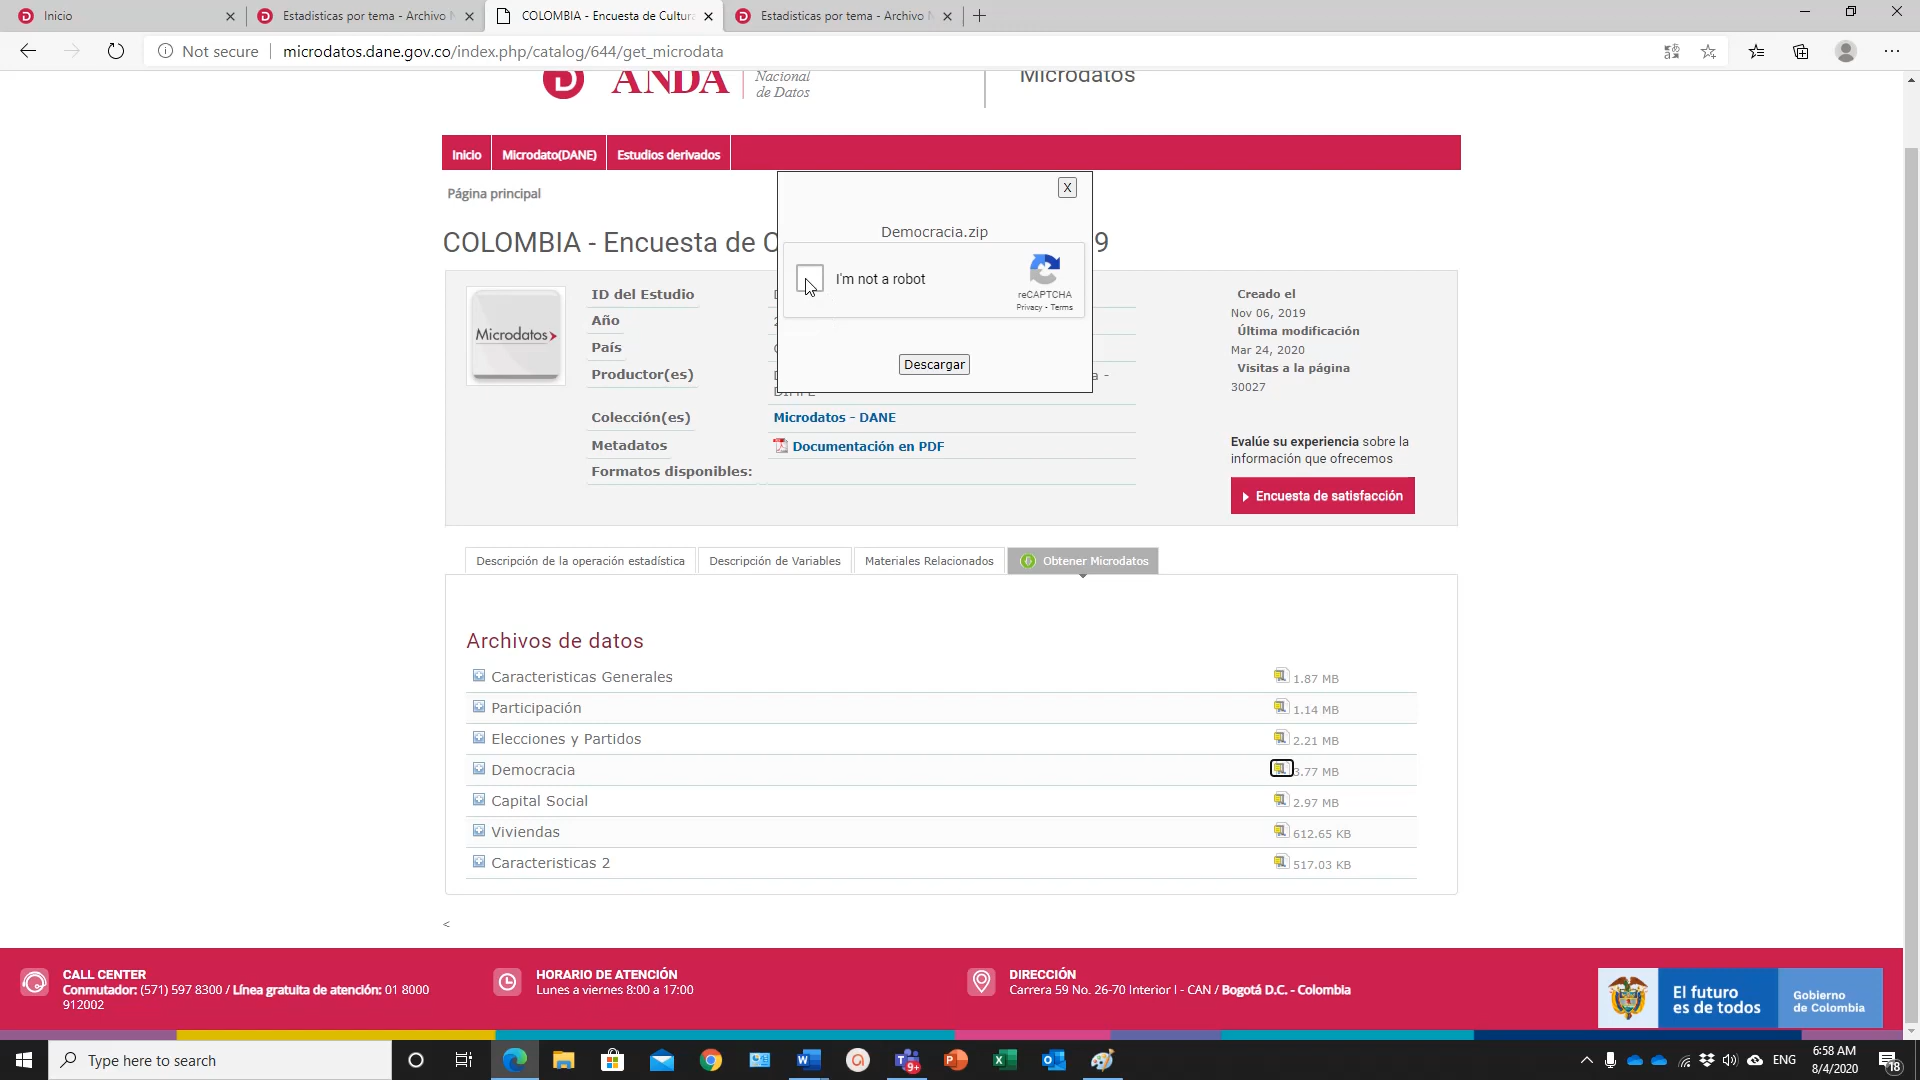 Inicio
Estadisticas por tema - Archivo N
COLOMBIA - Encuesta de Cultura
Estadisticas por tema - Archivo N
Not secure
microdatos.dane.gov.co/index.php/catalog/644/get_microdata
ANDA
Nacional
de Datos
Microdatos
Inicio
Microdato(DANE)
Estudios derivados
Página principal
X
Democracia.zip
I'm not a robot
reCAPTCHA
Privacy - Terms
Descargar
COLOMBIA - Encuesta de C
9
Microdatos
ID del Estudio
Año
País
Productor(es)
a -
Colección(es)
Microdatos - DANE
Metadatos
Documentación en PDF
Formatos disponibles:
Creado el
Nov 06, 2019
Última modificación
Mar 24, 2020
Visitas a la página
30027
Evalúe su experiencia sobre la
información que ofrecemos
Encuesta de satisfacción
Descripción de la operación estadística
Descripción de Variables
Materiales Relacionados
Obtener Microdatos
Archivos de datos
Caracteristicas Generales 1.87 MB
Participación 1.14 MB
Elecciones y Partidos 2.21 MB
Democracia 3.77 MB
Capital Social 2.97 MB
Viviendas 612.65 KB
Caracteristicas 2 517.03 KB
<
CALL CENTER
Conmutador: (571) 597 8300 / Línea gratuita de atención: 01 8000
912002
HORARIO DE ATENCIÓN
Lunes a viernes 8:00 a 17:00
DIRECCIÓN
Carrera 59 No. 26-70 Interior I - CAN / Bogotá D.C. - Colombia
El futuro
es de todos
Gobierno
de Colombia
Type here to search
9+
ENG
6:58 AM
8/4/2020
18